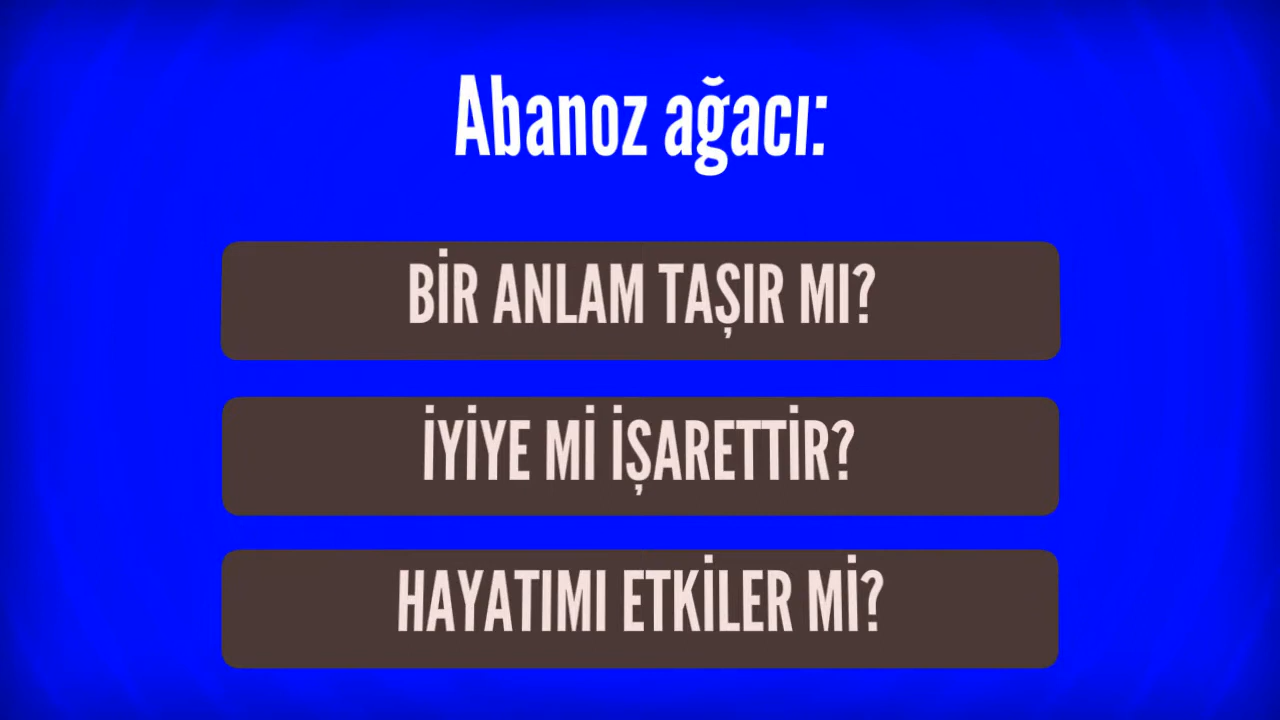 Abanoz ağacı:
BİR ANLAM TAŞIR MI?
İYİYE Mİ İŞARETTİR?
HAYATIMI ETKİLER Mİ?